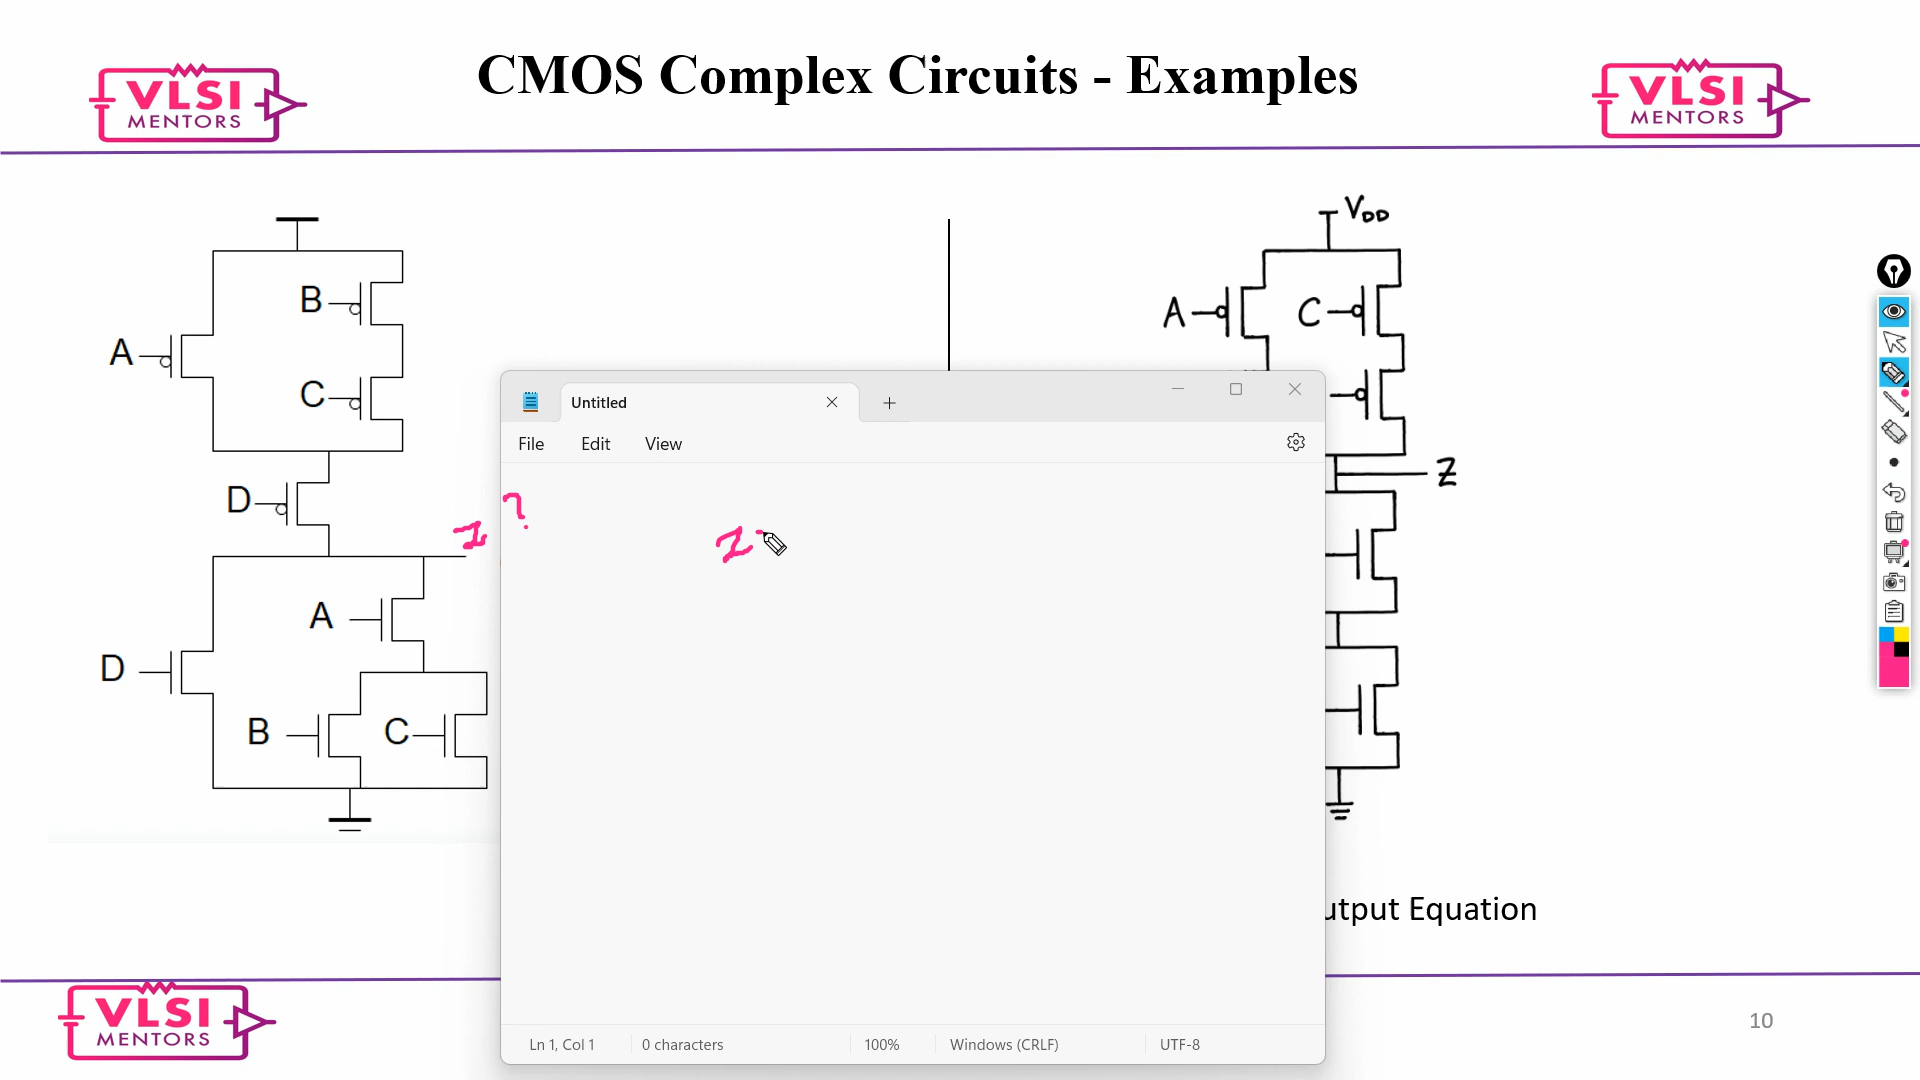 CMOS Complex Circuits - Examples
VLSI
MENTORS
VLSI
MENTORS
VDD
B
A
C
A
C
D
Z
Untitled
File Edit View
z ?
z
A
D
B
C
utput Equation
Ln 1, Col 1 0 characters 100% Windows (CRLF) UTF-8
VLSI
MENTORS
10